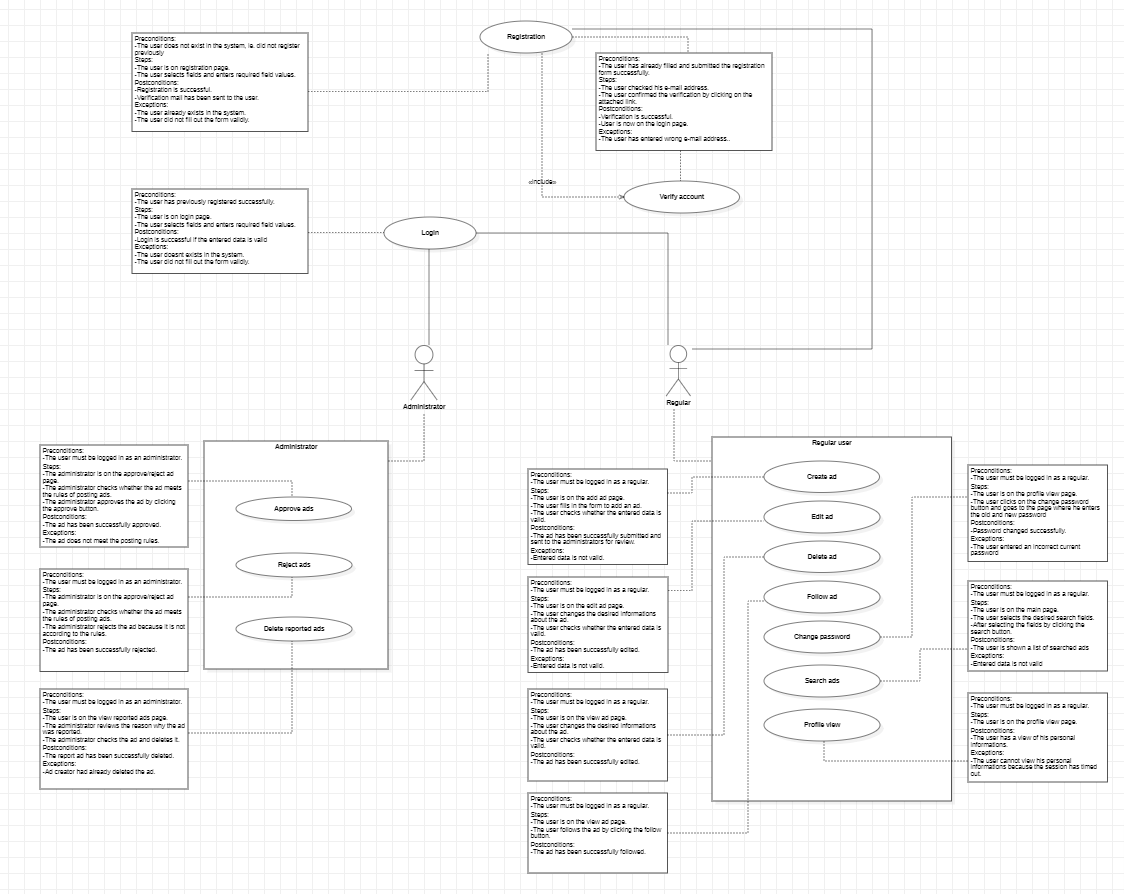 Registration
Preconditions:
-The user does not exist in the system, ie. did not register
previously
Steps:
-The user is on registration page.
-The user selects fields and enters required field values.
Postconditions:
-Registration is successful.
-Verification mail has been sent to the user.
Exceptions:
-The user already exists in the system.
-The user did not fill out the form validly.
Preconditions:
-The user has already filled and submitted the registration
form successfully.
Steps:
-The user checked his e-mail address.
-The user confirmed the verification by clicking on the
attached link.
Postconditions:
-Verification is successful.
-User is now on the login page.
Exceptions:
-The user has entered wrong e-mail address..
«include»
Verify account
Preconditions:
-The user has previously registered successfully.
Steps:
-The user is on login page.
-The user selects fields and enters required field values.
Postconditions:
-Login is successful if the entered data is valid
Exceptions:
-The user doesnt exists in the system.
-The user did not fill out the form validly.
Login
Administrator
Regular
Administrator
Approve ads
Reject ads
Delete reported ads
Preconditions:
-The user must be logged in as an administrator.
Steps:
-The administrator is on the approve/reject ad
page.
-The administrator checks whether the ad meets
the rules of posting ads.
-The administrator approves the ad by clicking
the approve button.
Postconditions:
-The ad has been successfully approved.
Exceptions:
-The ad does not meet the posting rules.
Preconditions:
-The user must be logged in as an administrator.
Steps:
-The administrator is on the approve/reject ad
page.
-The administrator checks whether the ad meets
the rules of posting ads.
-The administrator rejects the ad because it is not
according to the rules.
Postconditions:
-The ad has been successfully rejected.
Preconditions:
-The user must be logged in as an administrator.
Steps:
-The user is on the view reported ads page.
-The administrator reviews the reason why the ad
was reported.
-The administrator checks the ad and deletes it.
Postconditions:
-The report ad has been successfully deleted.
Exceptions:
-Ad creator had already deleted the ad.
Regular user
Create ad
Edit ad
Delete ad
Follow ad
Change password
Search ads
Profile view
Preconditions:
-The user must be logged in as a regular.
Steps:
-The user is on the add ad page.
-The user fills in the form to add an ad.
-The user checks whether the entered data is
valid.
Postconditions:
-The ad has been successfully submitted and
sent to the administrators for review.
Exceptions:
-Entered data is not valid.
Preconditions:
-The user must be logged in as a regular.
Steps:
-The user is on the edit ad page.
-The user changes the desired informations
about the ad.
-The user checks whether the entered data is
valid.
Postconditions:
-The ad has been successfully edited.
Exceptions:
-Entered data is not valid.
Preconditions:
-The user must be logged in as a regular.
Steps:
-The user is on the view ad page.
-The user changes the desired informations
about the ad.
-The user checks whether the entered data is
valid.
Postconditions:
-The ad has been successfully edited.
Preconditions:
-The user must be logged in as a regular.
Steps:
-The user is on the view ad page.
-The user follows the ad by clicking the follow
button.
Postconditions:
-The ad has been successfully followed.
Preconditions:
-The user must be logged in as a regular.
Steps:
-The user is on the profile view page.
-The user clicks on the change password
button and goes to the page where he enters
the old and new password
Postconditions:
-Password changed successfully.
Exceptions:
-The user entered an incorrect current
password
Preconditions:
-The user must be logged in as a regular.
Steps:
-The user is on the main page.
-The user selects the desired search fields.
-After selecting the fields by clicking the
search button.
Postconditions:
-The user is shown a list of searched ads
Exceptions:
-Entered data is not valid
Preconditions:
-The user must be logged in as a regular.
Steps:
-The user is on the profile view page.
Postconditions:
-The user has a view of his personal
informations.
Exceptions:
-The user cannot view his personal
informations because the session has timed
out.